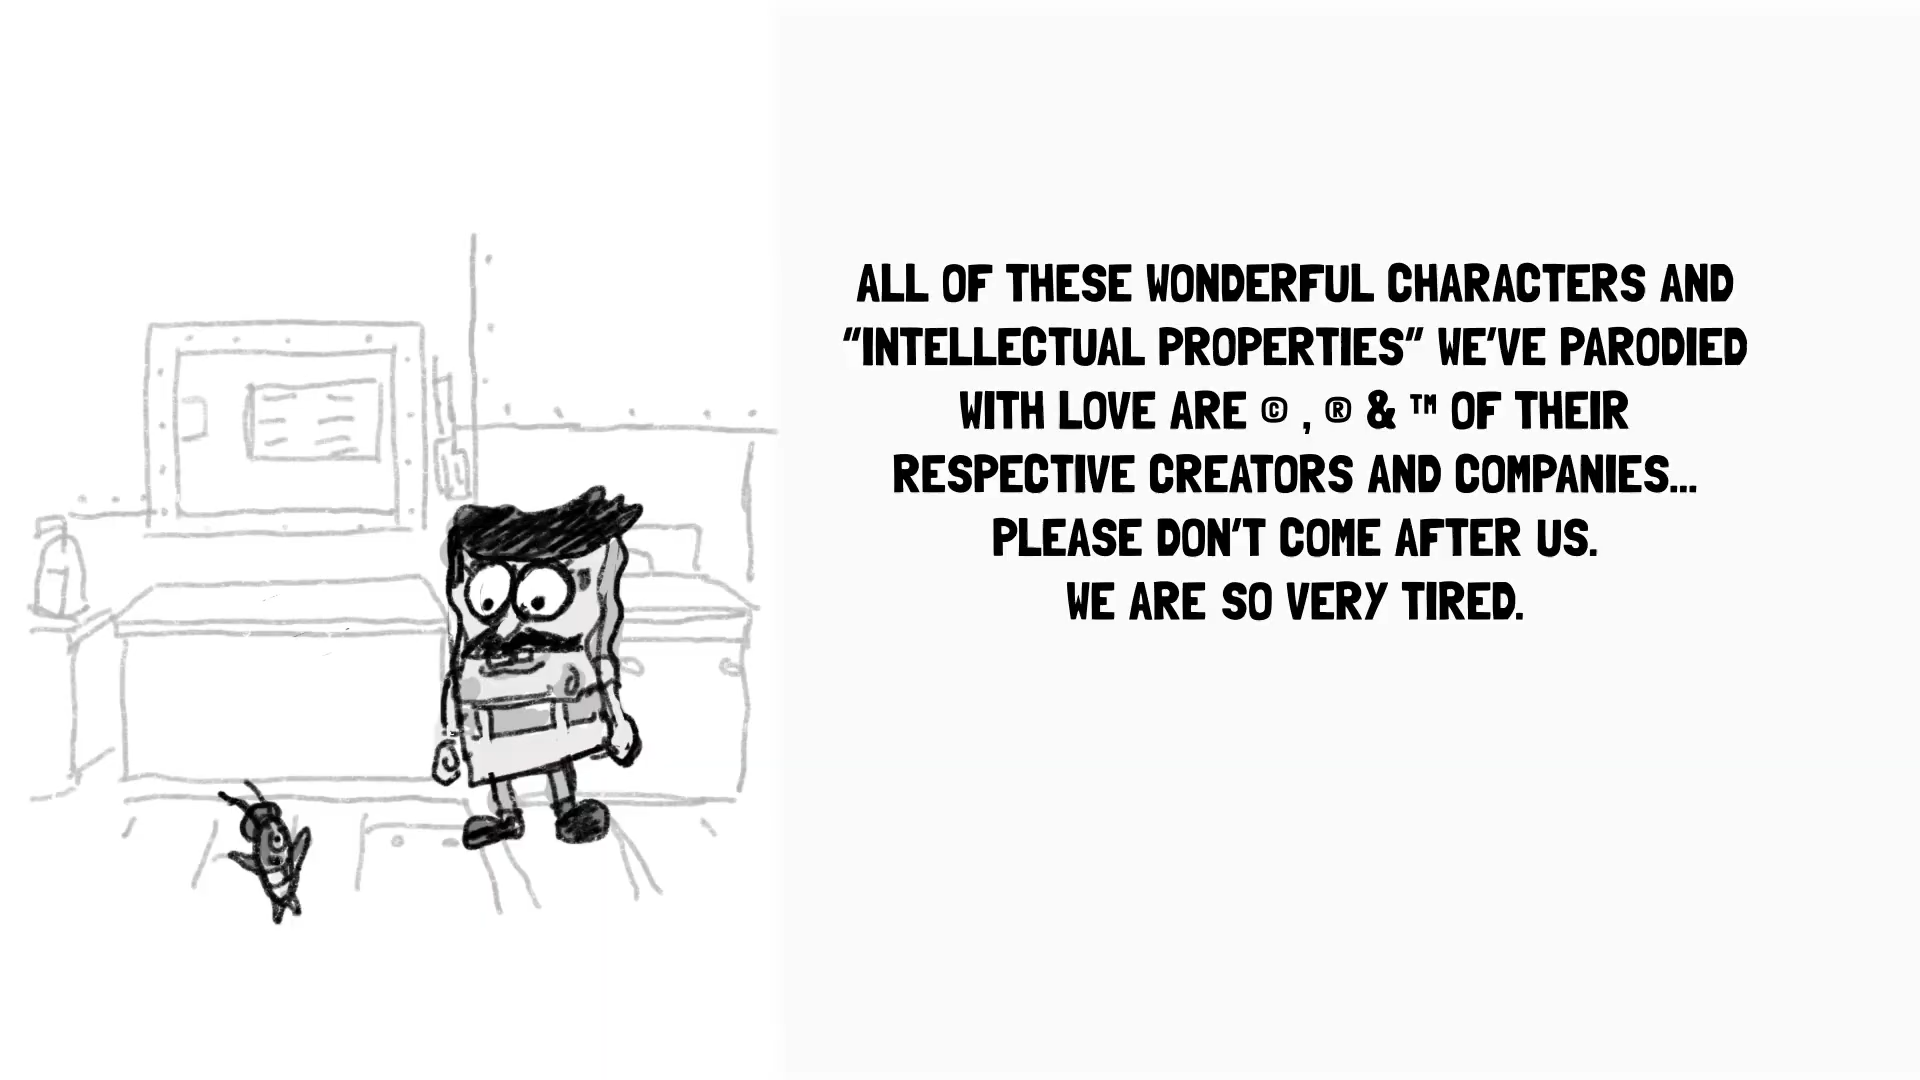 ALL OF THESE WONDERFUL CHARACTERS AND
“INTELLECTUAL PROPERTIES” WE’VE PARODIED
WITH LOVE ARE © , ® & ™ OF THEIR
RESPECTIVE CREATORS AND COMPANIES...
PLEASE DON’T COME AFTER US.
WE ARE SO VERY TIRED.